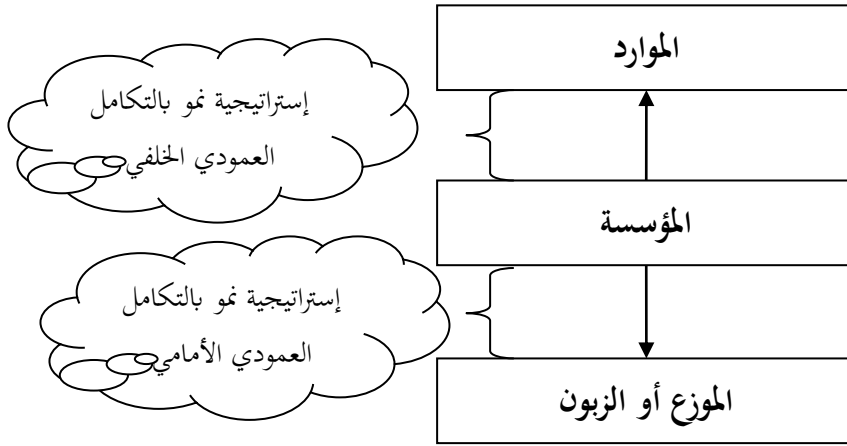 الموارد
إستراتيجية نمو بالتكامل
العمودي الخلفي
المؤسسة
إستراتيجية نمو بالتكامل
العمودي الأمامي
الموزع أو الزبون